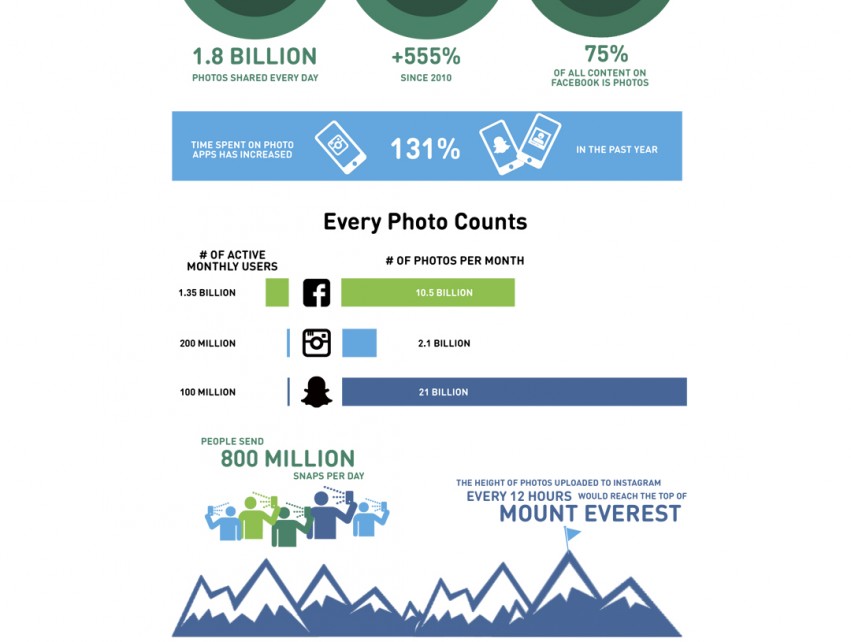 1.8 BILLION
PHOTOS SHARED EVERY DAY
+555%
SINCE 2010
75%
OF ALL CONTENT ON
FACEBOOK IS PHOTOS
TIME SPENT ON PHOTO
APPS HAS INCREASED
131%
IN THE PAST YEAR
Every Photo Counts
# OF ACTIVE
MONTHLY USERS
# OF PHOTOS PER MONTH
1.35 BILLION
10.5 BILLION
200 MILLION
2.1 BILLION
100 MILLION
21 BILLION
PEOPLE SEND
800 MILLION
SNAPS PER DAY
THE HEIGHT OF PHOTOS UPLOADED TO INSTAGRAM
EVERY 12 HOURS WOULD REACH THE TOP OF
MOUNT EVEREST